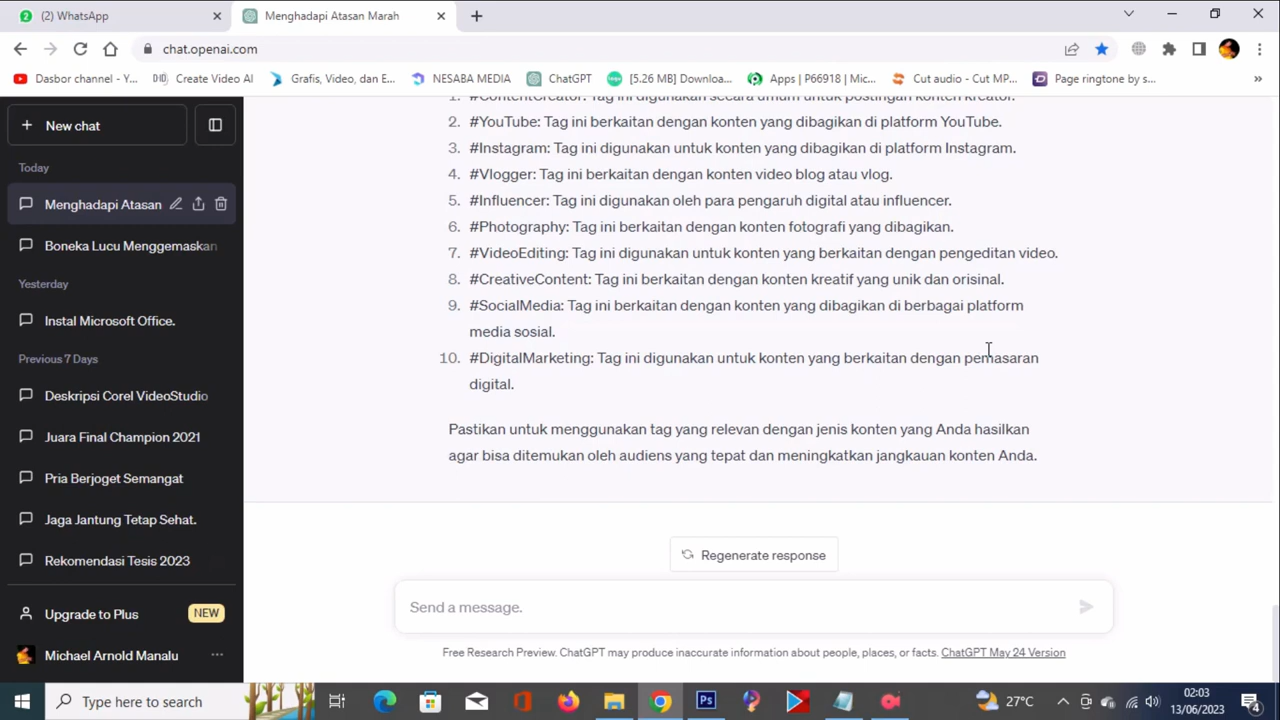 (2) WhatsApp
Menghadapi Atasan Marah
chat.openai.com
Dasbor channel - Y...
Create Video AI
Grafis, Video, dan E...
NESABA MEDIA
ChatGPT
[5.26 MB] Downloa...
Apps | P66918 | Mic...
Cut audio - Cut MP...
Page ringtone by s...
»
New chat
Today
Menghadapi Atasan
Boneka Lucu Menggemaskan
Yesterday
Instal Microsoft Office.
Previous 7 Days
Deskripsi Corel VideoStudio
Juara Final Champion 2021
Pria Berjoget Semangat
Jaga Jantung Tetap Sehat.
Rekomendasi Tesis 2023
Upgrade to Plus NEW
Michael Arnold Manalu
1. #ContentCreator: Tag ini digunakan secara umum untuk postingan konten kreator.
2. #YouTube: Tag ini berkaitan dengan konten yang dibagikan di platform YouTube.
3. #Instagram: Tag ini digunakan untuk konten yang dibagikan di platform Instagram.
4. #Vlogger: Tag ini berkaitan dengan konten video blog atau vlog.
5. #Influencer: Tag ini digunakan oleh para pengaruh digital atau influencer.
6. #Photography: Tag ini berkaitan dengan konten fotografi yang dibagikan.
7. #VideoEditing: Tag ini digunakan untuk konten yang berkaitan dengan pengeditan video.
8. #CreativeContent: Tag ini berkaitan dengan konten kreatif yang unik dan orisinal.
9. #SocialMedia: Tag ini berkaitan dengan konten yang dibagikan di berbagai platform
media sosial.
10. #DigitalMarketing: Tag ini digunakan untuk konten yang berkaitan dengan pemasaran
digital.
Pastikan untuk menggunakan tag yang relevan dengan jenis konten yang Anda hasilkan
agar bisa ditemukan oleh audiens yang tepat dan meningkatkan jangkauan konten Anda.
Regenerate response
Send a message.
Free Research Preview. ChatGPT may produce inaccurate information about people, places, or facts. ChatGPT May 24 Version
Type here to search
27°C
02:03
13/06/2023
4